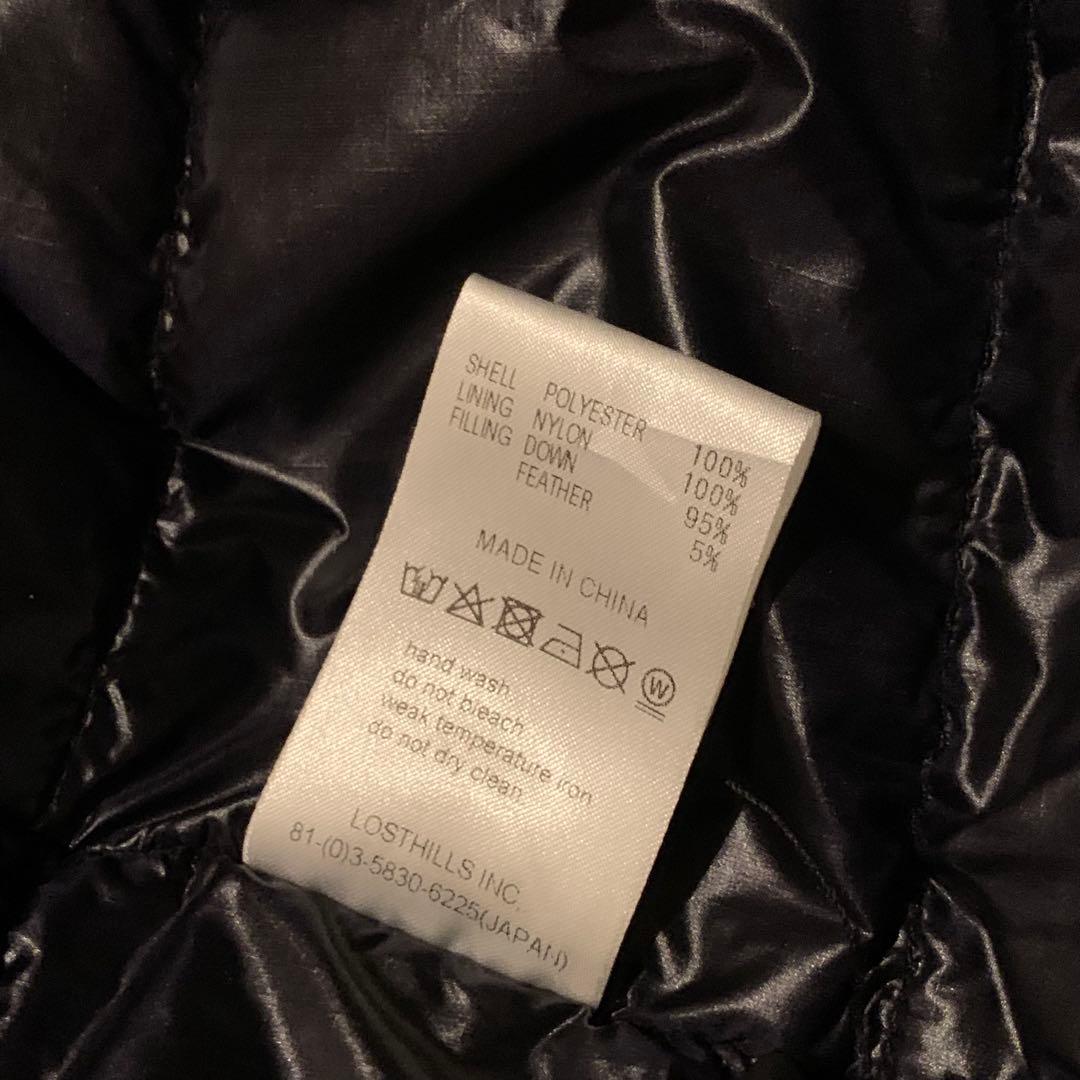 SHELL POLYESTER 100%
LINING NYLON 100%
FILLING DOWN 95%
FEATHER 5%
MADE IN CHINA
W
hand wash
do not bleach
weak temperature iron
do not dry clean
LOSTHILLS INC.
81-(0)3-5830-6225(JAPAN)